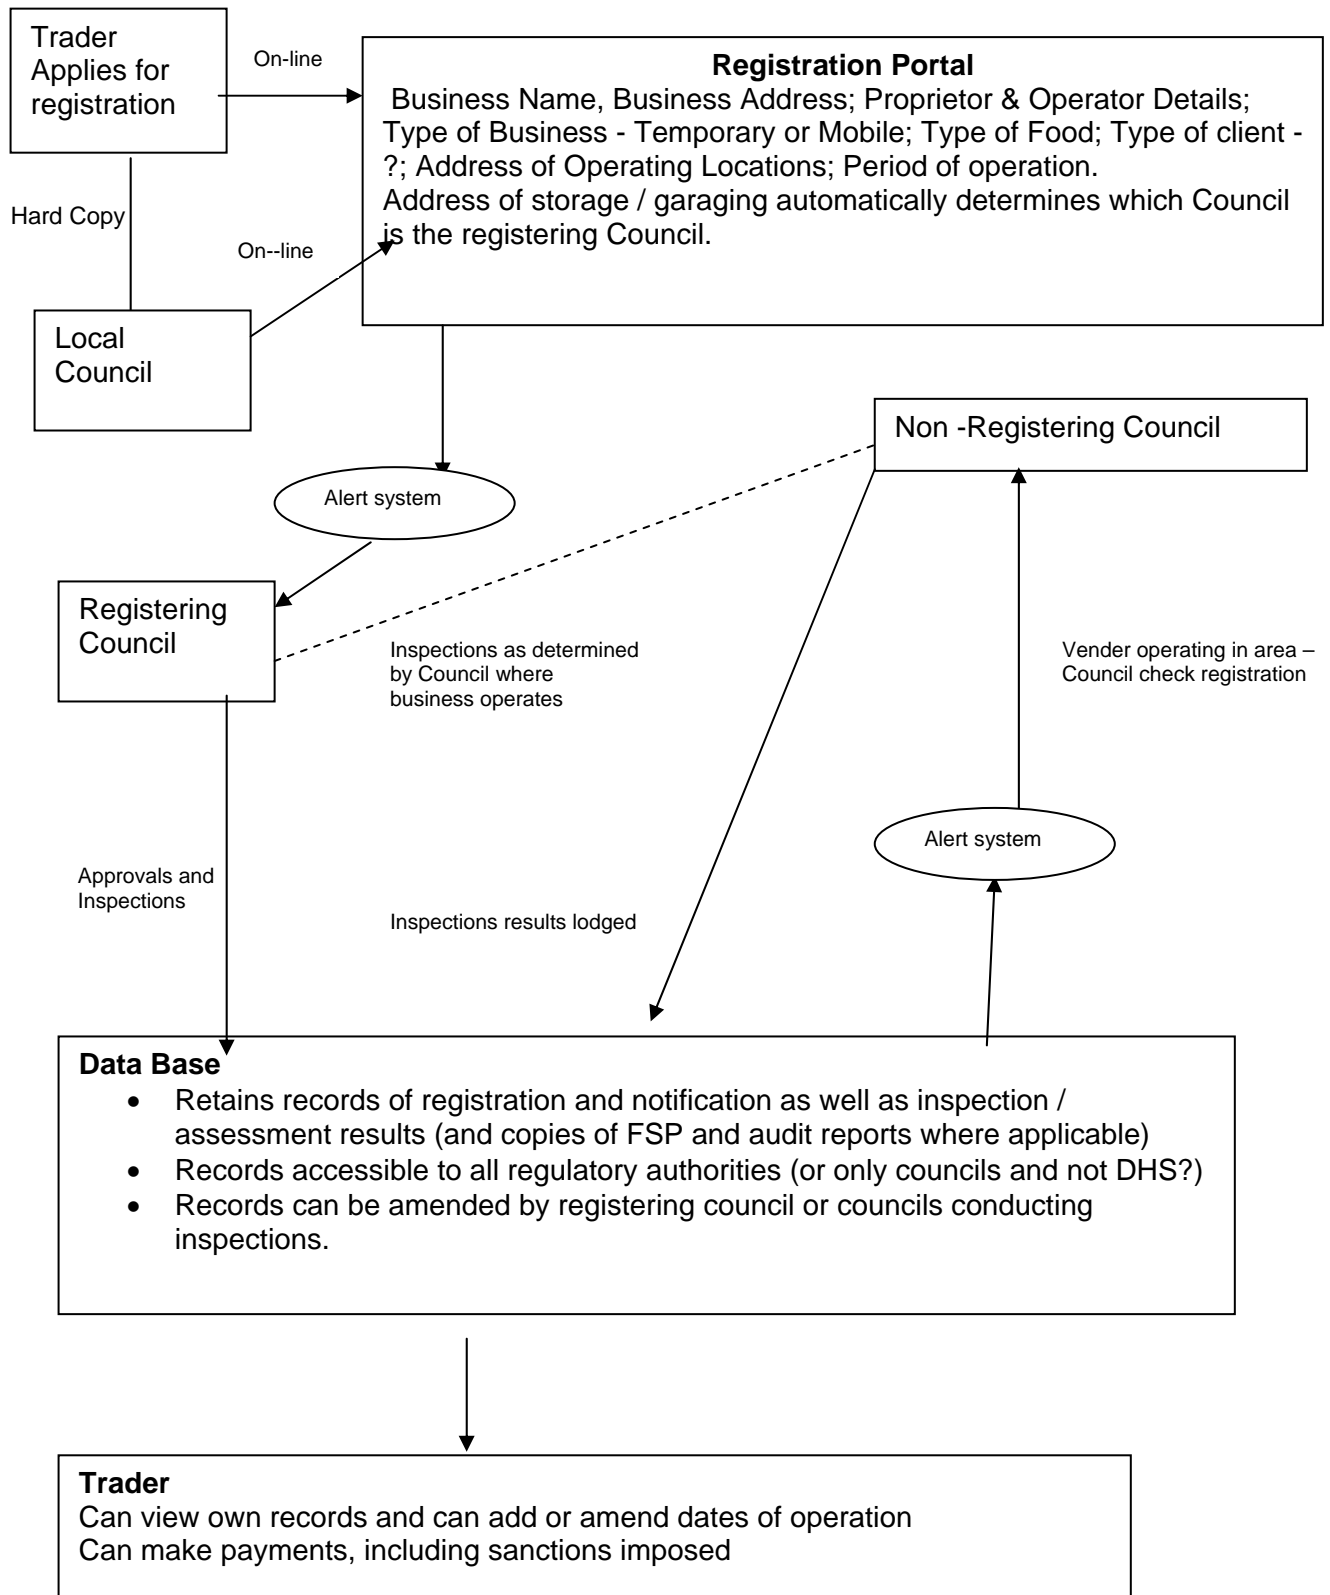 Trader
Applies for
registration
On-line
Registration Portal
Business Name, Business Address; Proprietor & Operator Details;
Type of Business - Temporary or Mobile; Type of Food; Type of client -
?; Address of Operating Locations; Period of operation.
Address of storage / garaging automatically determines which Council
is the registering Council.
Hard Copy
On--line
Local
Council
Non -Registering Council
Alert system
Registering
Council
Inspections as determined
by Council where
business operates
Vender operating in area –
Council check registration
Alert system
Approvals and
Inspections
Inspections results lodged
Data Base
• Retains records of registration and notification as well as inspection /
assessment results (and copies of FSP and audit reports where applicable)
• Records accessible to all regulatory authorities (or only councils and not DHS?)
• Records can be amended by registering council or councils conducting
inspections.
Trader
Can view own records and can add or amend dates of operation
Can make payments, including sanctions imposed